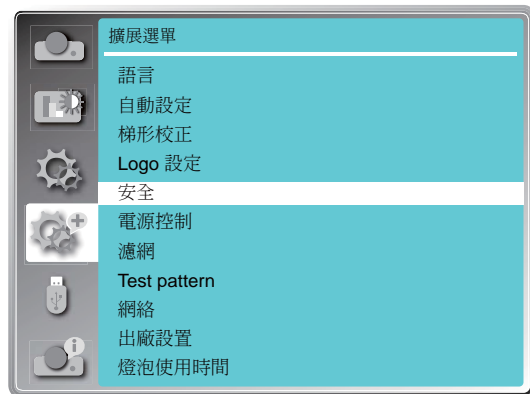 擴展選單
語言
自動設定
梯形校正
Logo 設定
安全
電源控制
濾網
Test pattern
網絡
出廠設置
燈泡使用時間